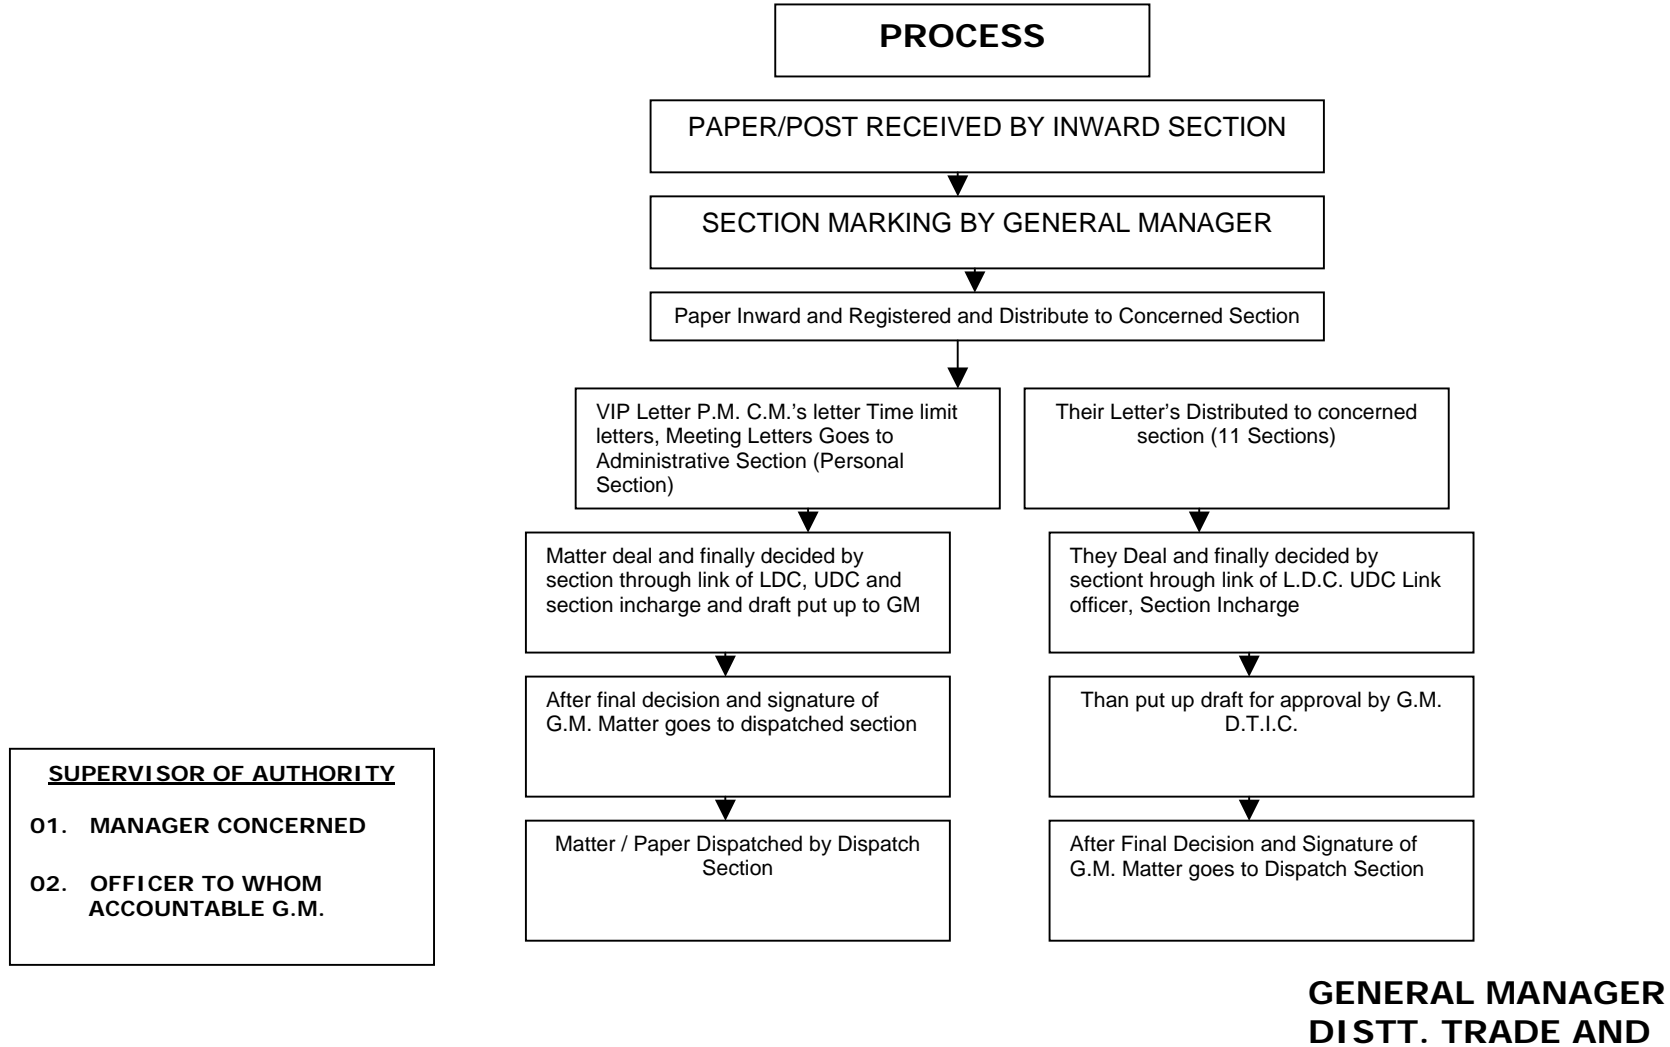 PROCESS
PAPER/POST RECEIVED BY INWARD SECTION
SECTION MARKING BY GENERAL MANAGER
Paper Inward and Registered and Distribute to Concerned Section
VIP Letter P.M. C.M.'s letter Time limit
letters, Meeting Letters Goes to
Administrative Section (Personal
Section)
Their Letter's Distributed to concerned
section (11 Sections)
Matter deal and finally decided by
section through link of LDC, UDC and
section incharge and draft put up to GM
They Deal and finally decided by
sectiont hrough link of L.D.C. UDC Link
officer, Section Incharge
After final decision and signature of
G.M. Matter goes to dispatched section
Than put up draft for approval by G.M.
D.T.I.C.
Matter / Paper Dispatched by Dispatch
Section
After Final Decision and Signature of
G.M. Matter goes to Dispatch Section
SUPERVISOR OF AUTHORITY
01. MANAGER CONCERNED
02. OFFICER TO WHOM
ACCOUNTABLE G.M.
GENERAL MANAGER
DISTT. TRADE AND